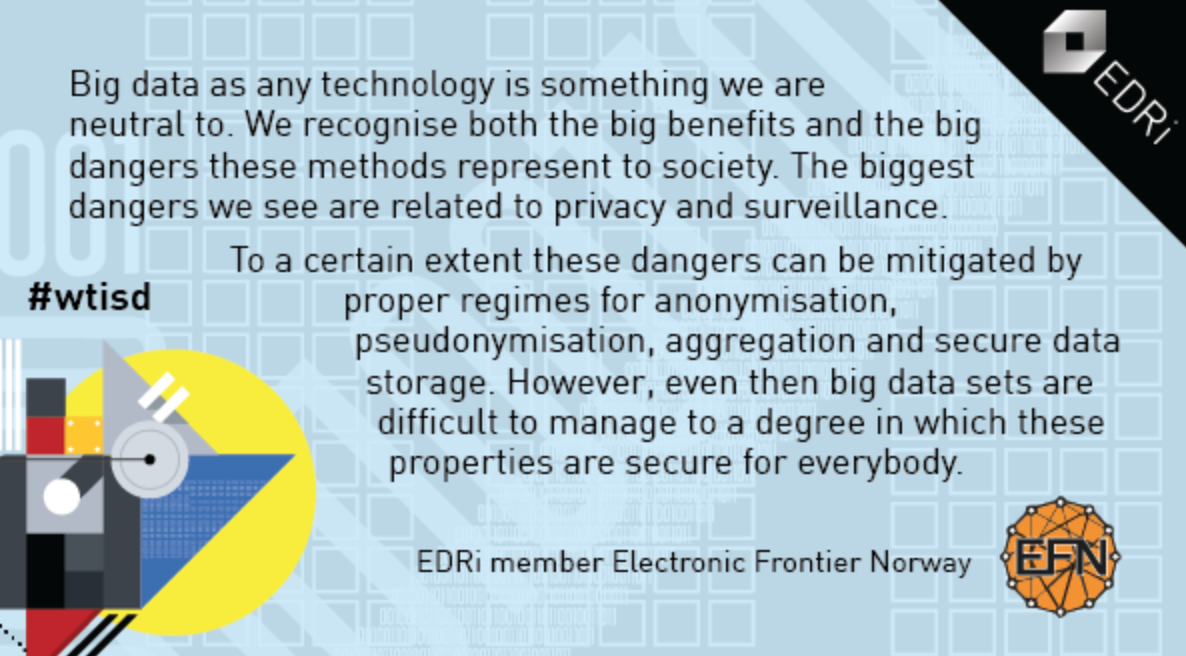 EDRi
Big data as any technology is something we are
neutral to. We recognise both the big benefits and the big
dangers these methods represent to society. The biggest
dangers we see are related to privacy and surveillance.
To a certain extent these dangers can be mitigated by
proper regimes for anonymisation,
pseudonymisation, aggregation and secure data
storage. However, even then big data sets are
difficult to manage to a degree in which these
properties are secure for everybody.
#wtisd
EDRi member Electronic Frontier Norway
EFN
001